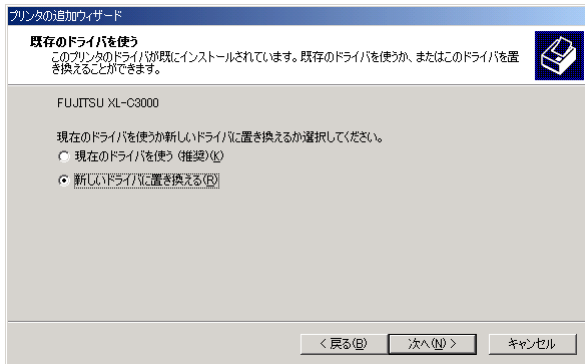 プリンタの追加ウィザード
既存のドライバを使う
このプリンタのドライバが既にインストールされています。既存のドライバを使うか、またはこのドライバを置
き換えることができます。
FUJITSU XL-C3000
現在のドライバを使うか新しいドライバに置き換えるか選択してください。
現在のドライバを使う (推奨)(K)
新しいドライバに置き換える(R)
< 戻る(B)
次へ(N) >
キャンセル